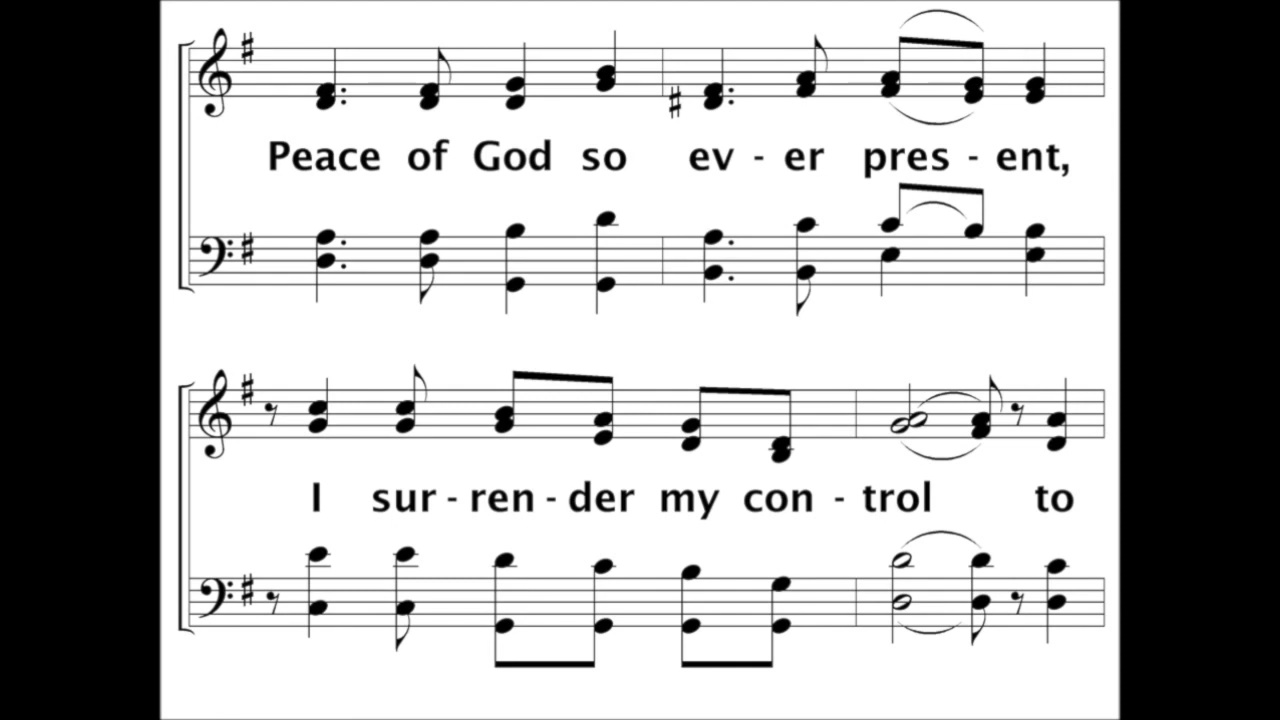 Peace of God so ev - er pres - ent,
I sur - ren - der my con - trol to